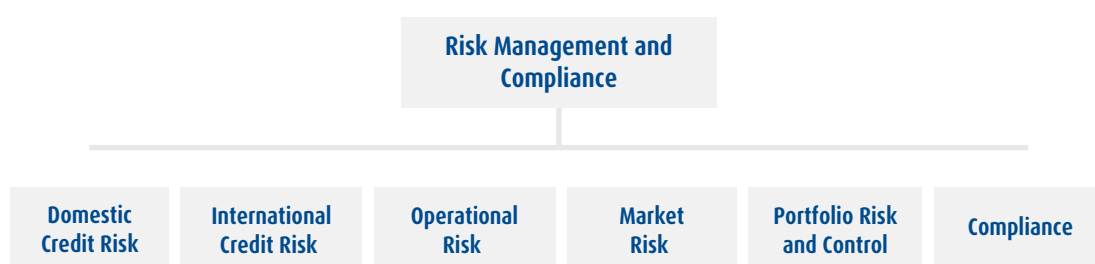 Risk Management and
Compliance
Domestic
Credit Risk
International
Credit Risk
Operational
Risk
Market
Risk
Portfolio Risk
and Control
Compliance